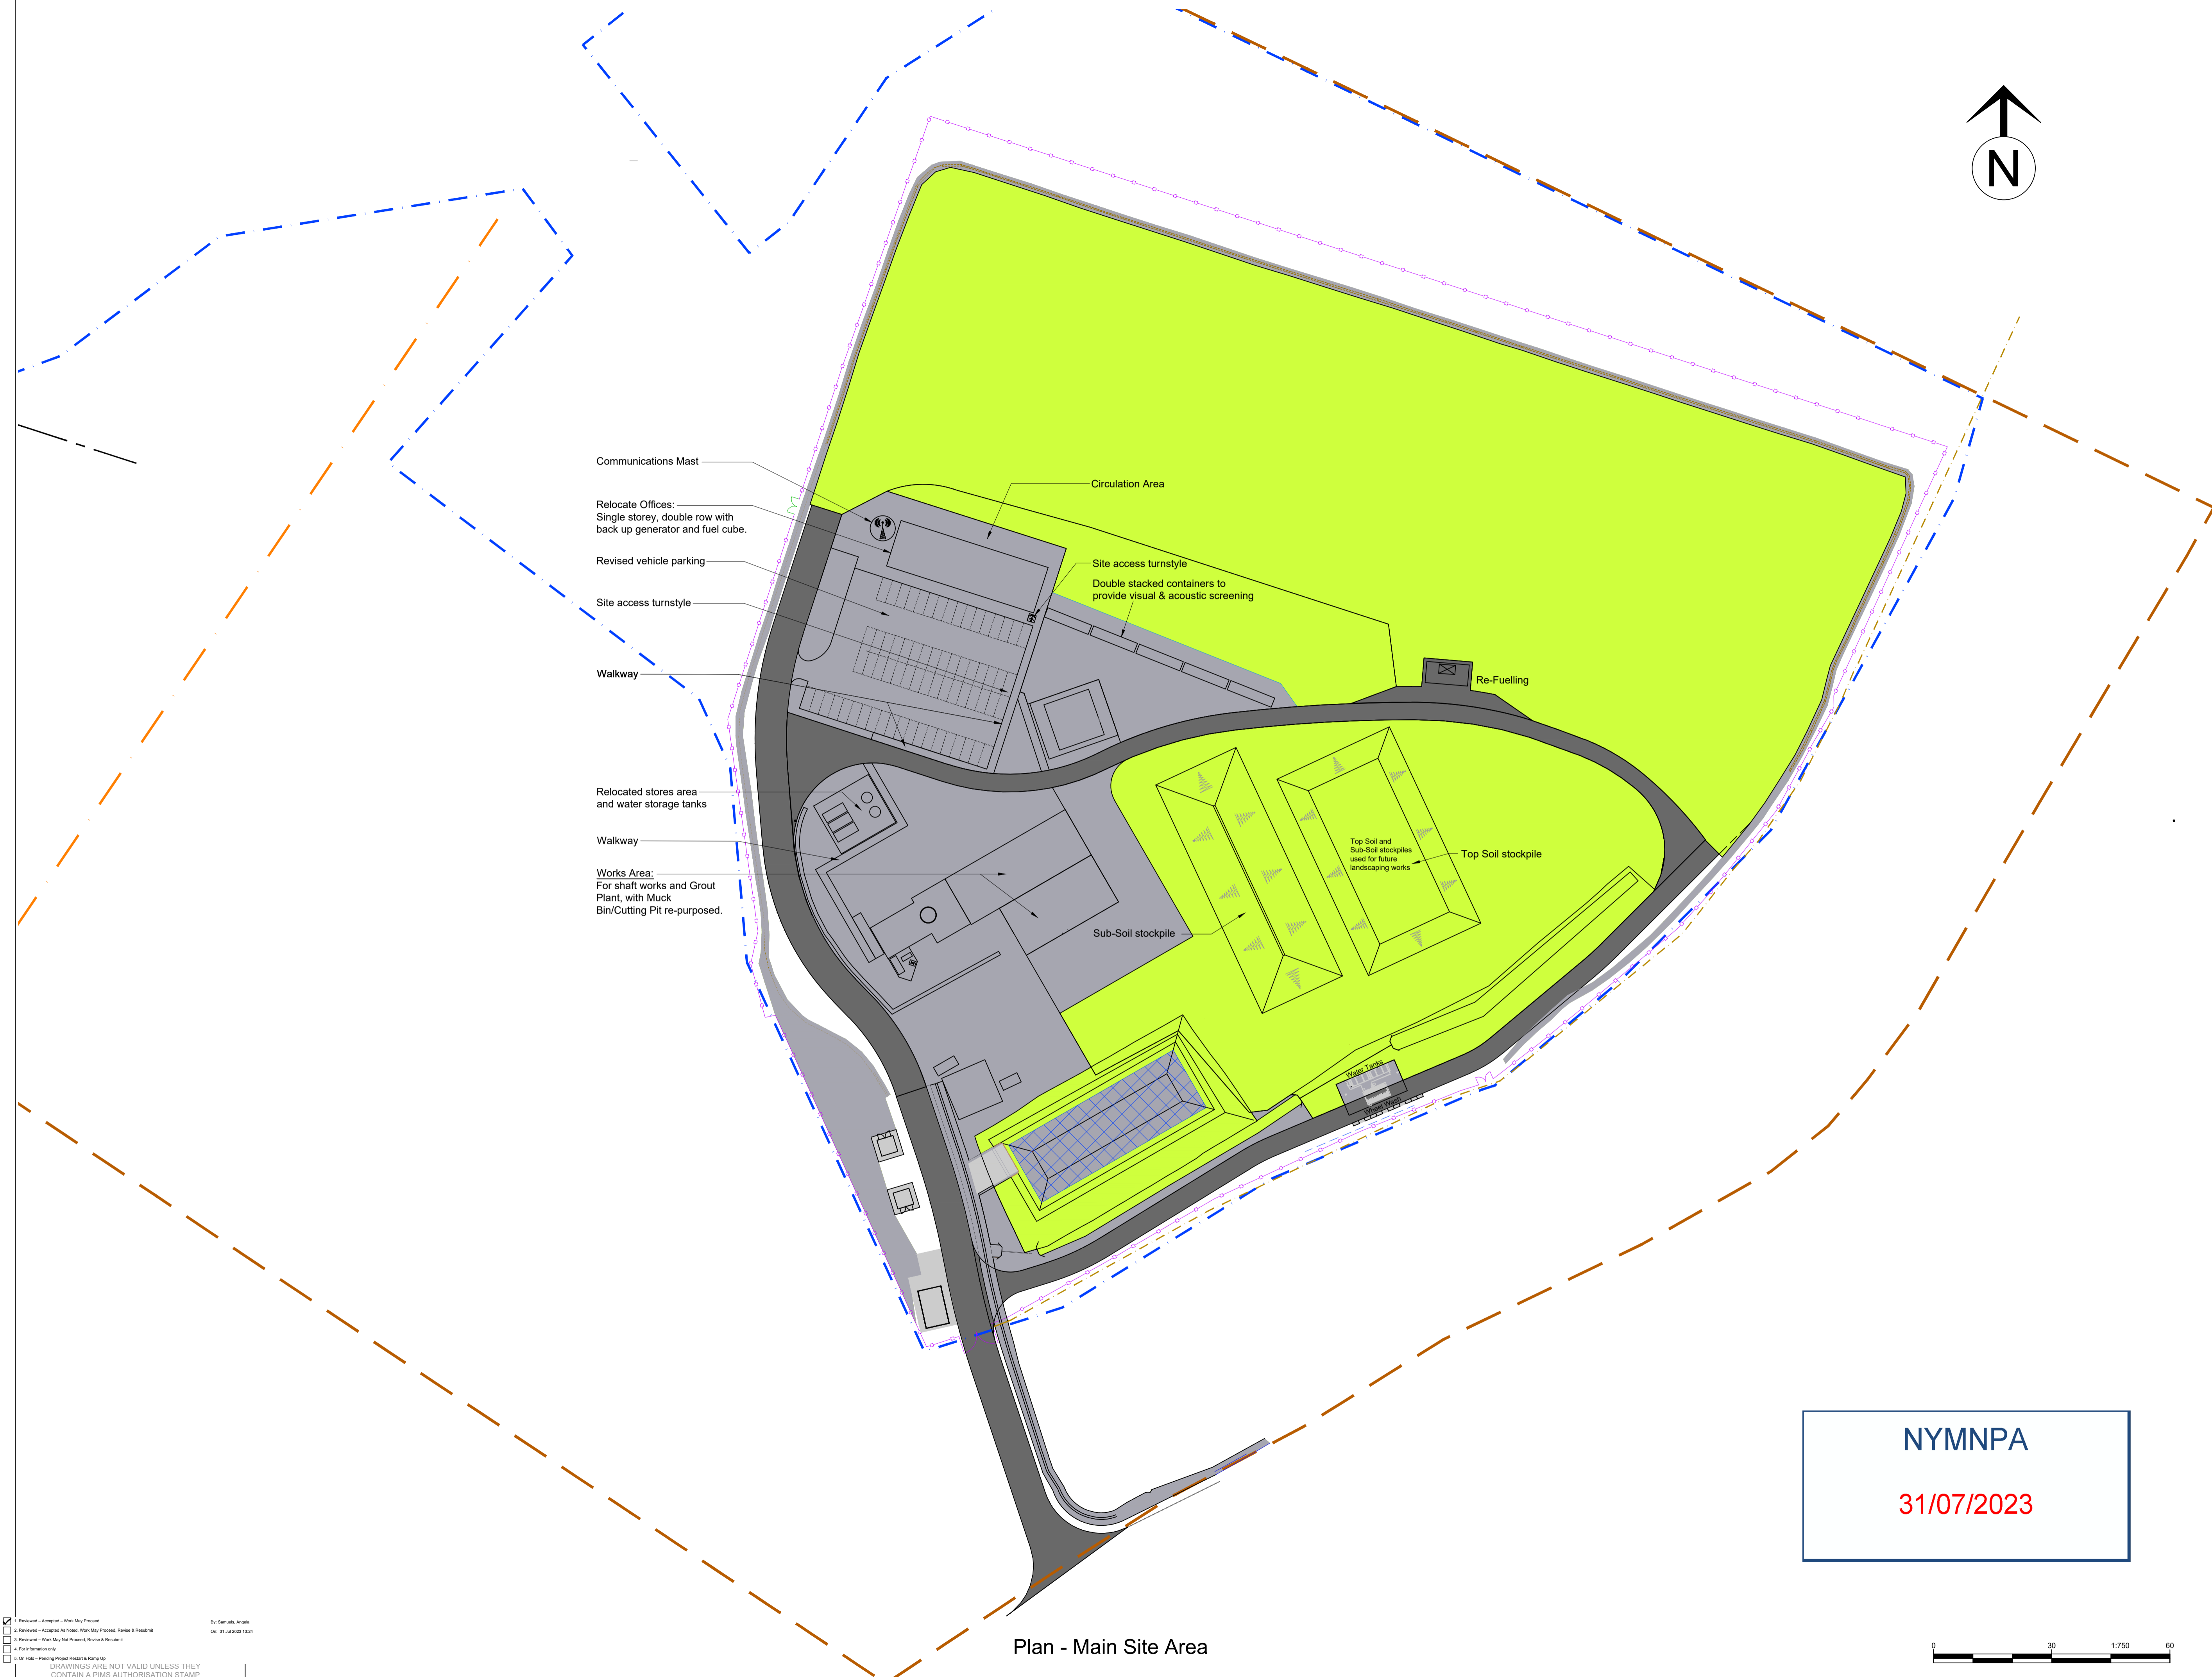 N
Communications Mast
Relocate Offices:
Single storey, double row with
back up generator and fuel cube.
Revised vehicle parking
Site access turnstyle
Walkway
Relocated stores area
and water storage tanks
Walkway
Works Area:
For shaft works and Grout
Plant, with Muck
Bin/Cutting Pit re-purposed.
Circulation Area
Site access turnstyle
Double stacked containers to
provide visual & acoustic screening
Re-Fuelling
Top Soil and
Sub-Soil stockpiles
used for future
landscaping works
Top Soil stockpile
Sub-Soil stockpile
Water Tanks
Wheel Wash
NYMNPA
31/07/2023
Plan - Main Site Area
0 30 1:750 60
1. Reviewed – Accepted – Work May Proceed
2. Reviewed – Accepted As Noted, Work May Proceed, Revise & Resubmit
3. Reviewed – Work May Not Proceed, Revise & Resubmit
4. For information only
5. On Hold – Pending Project Restart & Ramp Up
By: Samuels, Angela
On: 31 Jul 2023 13:24
DRAWINGS ARE NOT VALID UNLESS THEY
CONTAIN A PIMS AUTHORISATION STAMP